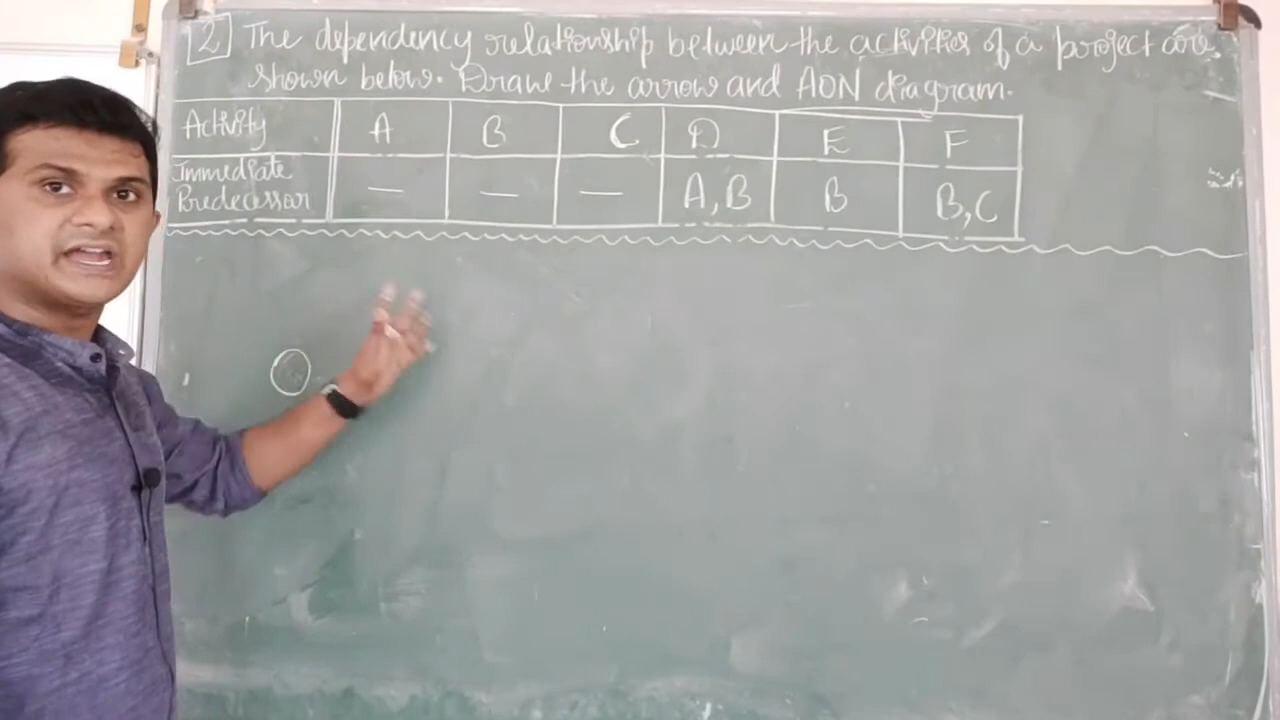 2 The dependency relationship between the activities of a project are
shown below. Draw the arrow and AON diagram.
Activity A B C D E F
Immediate
Predecessor — — — A,B B B,C